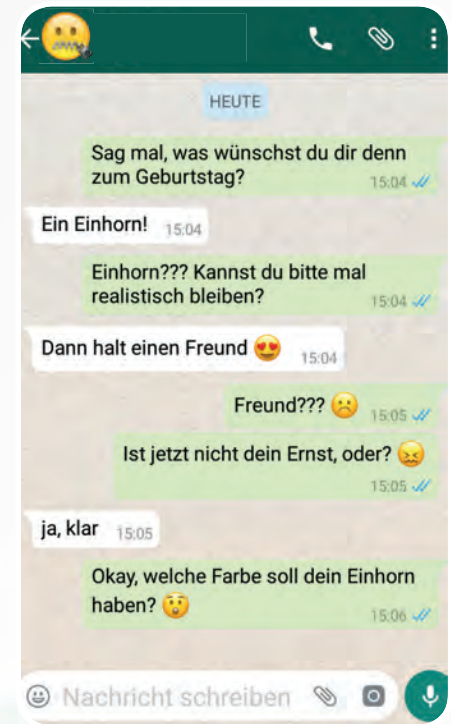 HEUTE
Sag mal, was wünschst du dir denn
zum Geburtstag?
15:04
Ein Einhorn! 15:04
Einhorn??? Kannst du bitte mal
realistisch bleiben?
15:04
Dann halt einen Freund 😍 15:04
Freund??? ☹️ 15:05
Ist jetzt nicht dein Ernst, oder? 😖
15:05
ja, klar 15:05
Okay, welche Farbe soll dein Einhorn
haben? 😲
15:06
Nachricht schreiben